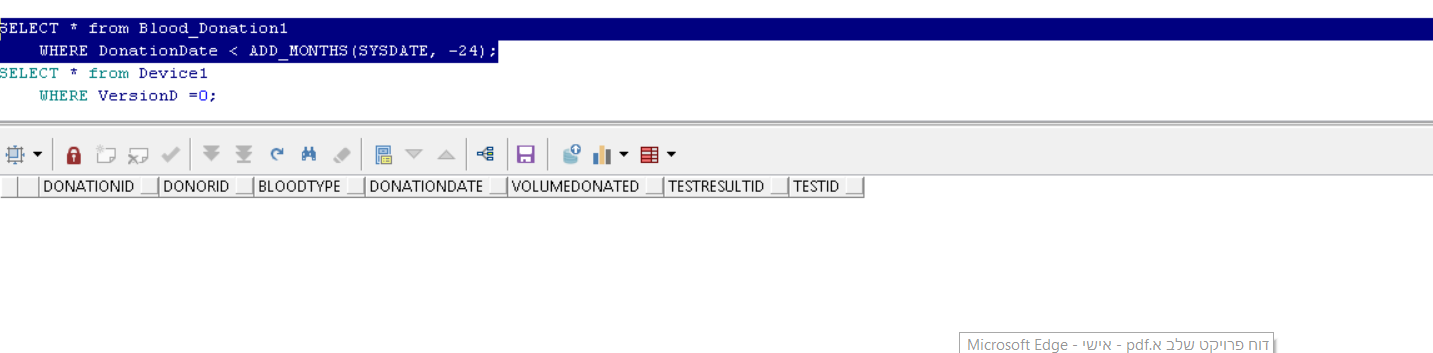 SELECT * from Blood_Donation1
WHERE DonationDate < ADD_MONTHS(SYSDATE, -24);
SELECT * from Device1
WHERE VersionD =0;
DONATIONID DONORID BLOODTYPE DONATIONDATE VOLUMEDONATED TESTRESULTID TESTID
דוח פרויקט שלב א.pdf - אישי - Microsoft Edge